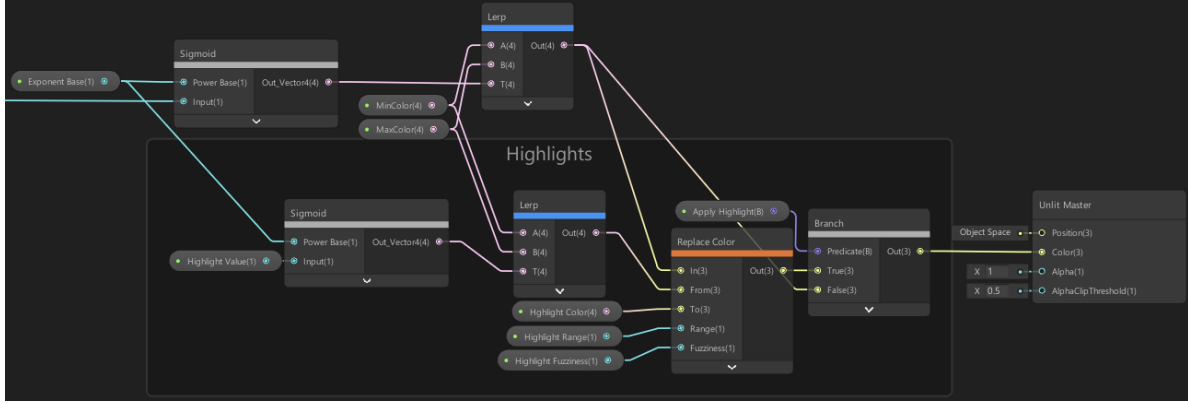 Lerp
A(4) Out(4)
B(4)
T(4)
Sigmoid
Exponent Base(1)
Power Base(1) Out_Vector4(4)
Input(1)
MinColor(4)
MaxColor(4)
Highlights
Sigmoid
Power Base(1) Out_Vector4(4)
Highlight Value(1)
Input(1)
Lerp
A(4) Out(4)
B(4)
T(4)
Apply Highlight(B)
Replace Color
In(3) Out(3)
From(3)
Hghlight Color(4)
To(3)
Highlight Range(1)
Range(1)
Highlight Fuzziness(1)
Fuzziness(1)
Branch
Predicate(B) Out(3)
True(3)
False(3)
Unlit Master
Object Space
Position(3)
Color(3)
X 1
Alpha(1)
X 0.5
AlphaClipThreshold(1)